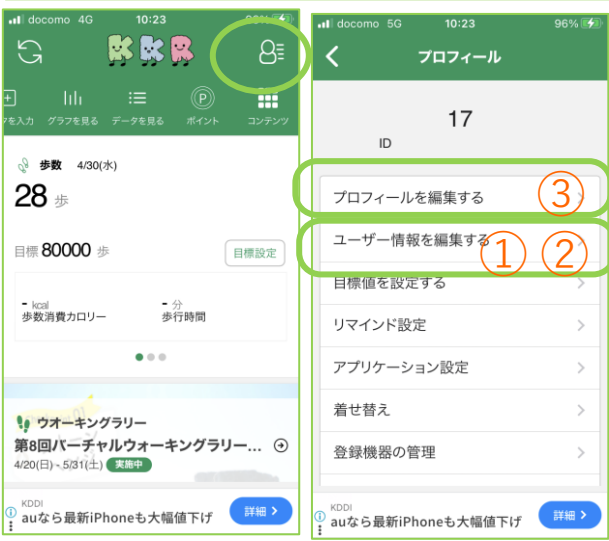 docomo 4G 10:23
タを入力 グラフを見る データを見る ポイント コンテンツ
歩数 4/30(水)
28 歩
目標 80000 歩
目標設定
- kcal
歩数消費カロリー
- 分
歩行時間
ウオーキングラリー
第8回バーチャルウォーキングラリー...
4/20(日) - 5/31(土) 実施中
KDDI
auなら最新iPhoneも大幅値下げ
詳細 >
docomo 5G 10:23 96%
プロフィール
17
ID
プロフィールを編集する
③
ユーザー情報を編集する
① ②
目標値を設定する
リマインド設定
アプリケーション設定
着せ替え
登録機器の管理
KDDI
auなら最新iPhoneも大幅値下げ
詳細 >